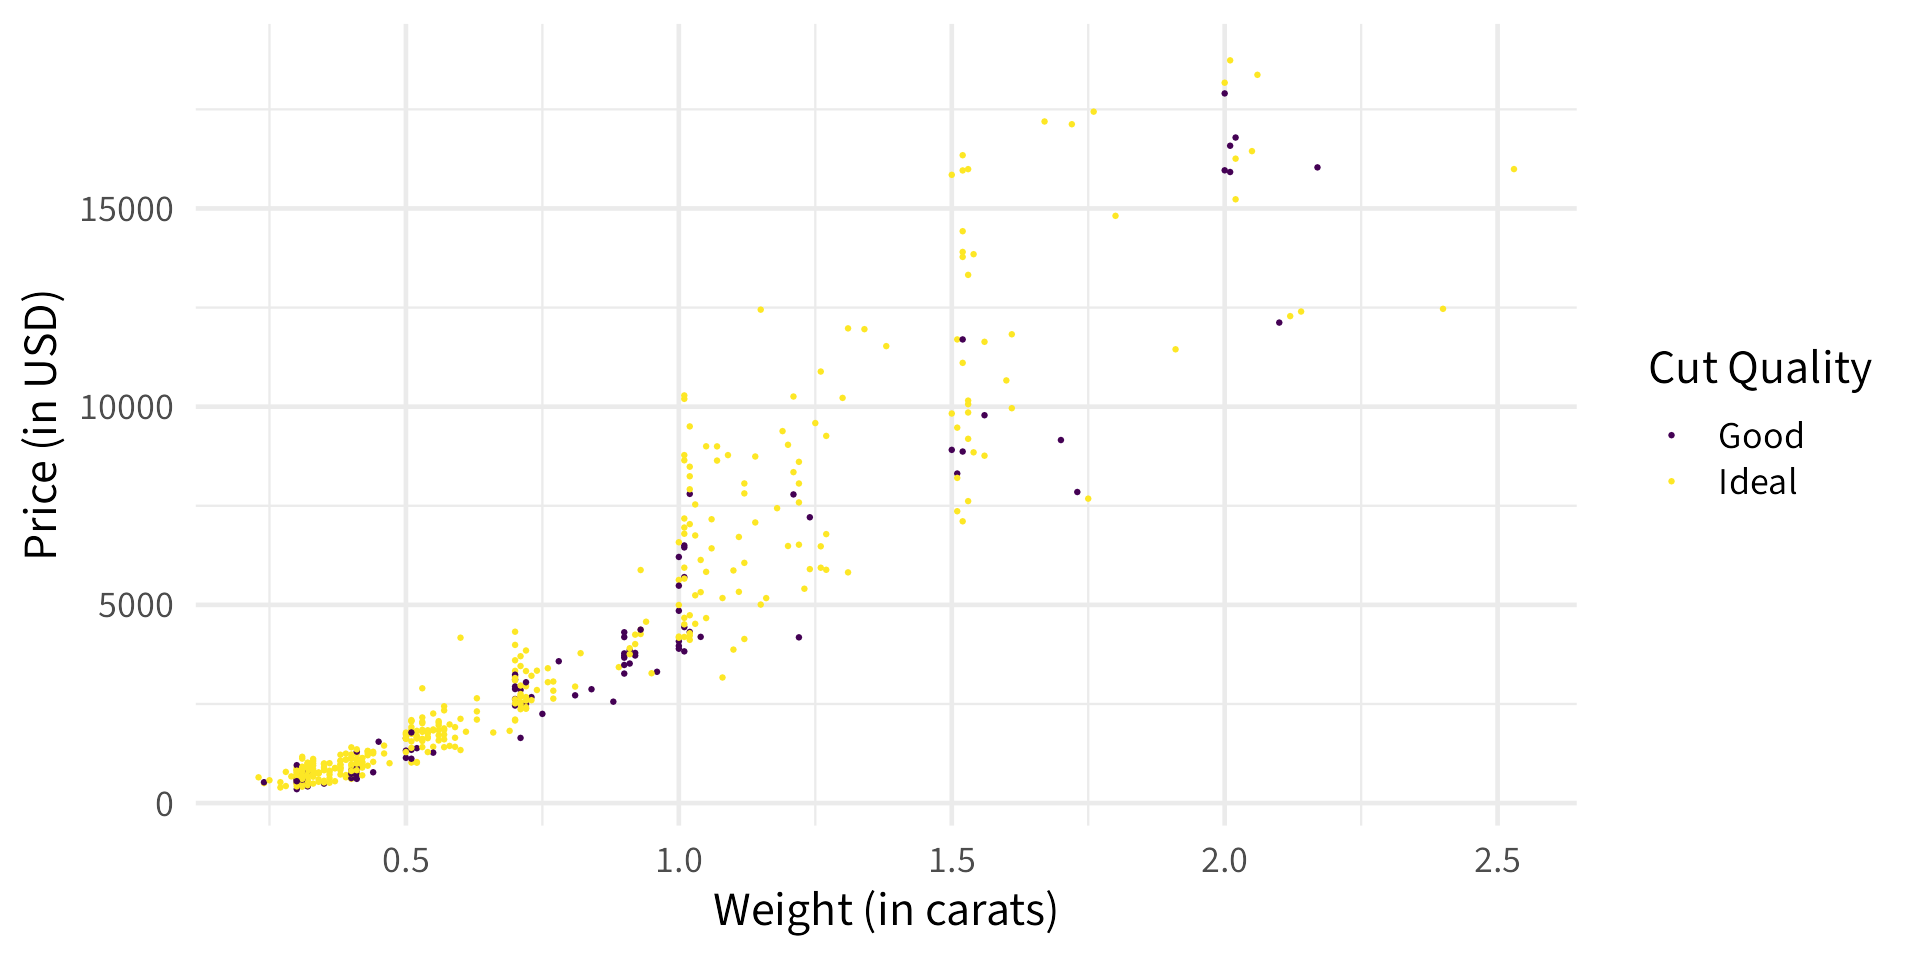 15000
10000
5000
0
Price (in USD)
0.5 1.0 1.5 2.0 2.5
Weight (in carats)
Cut Quality
Good
Ideal